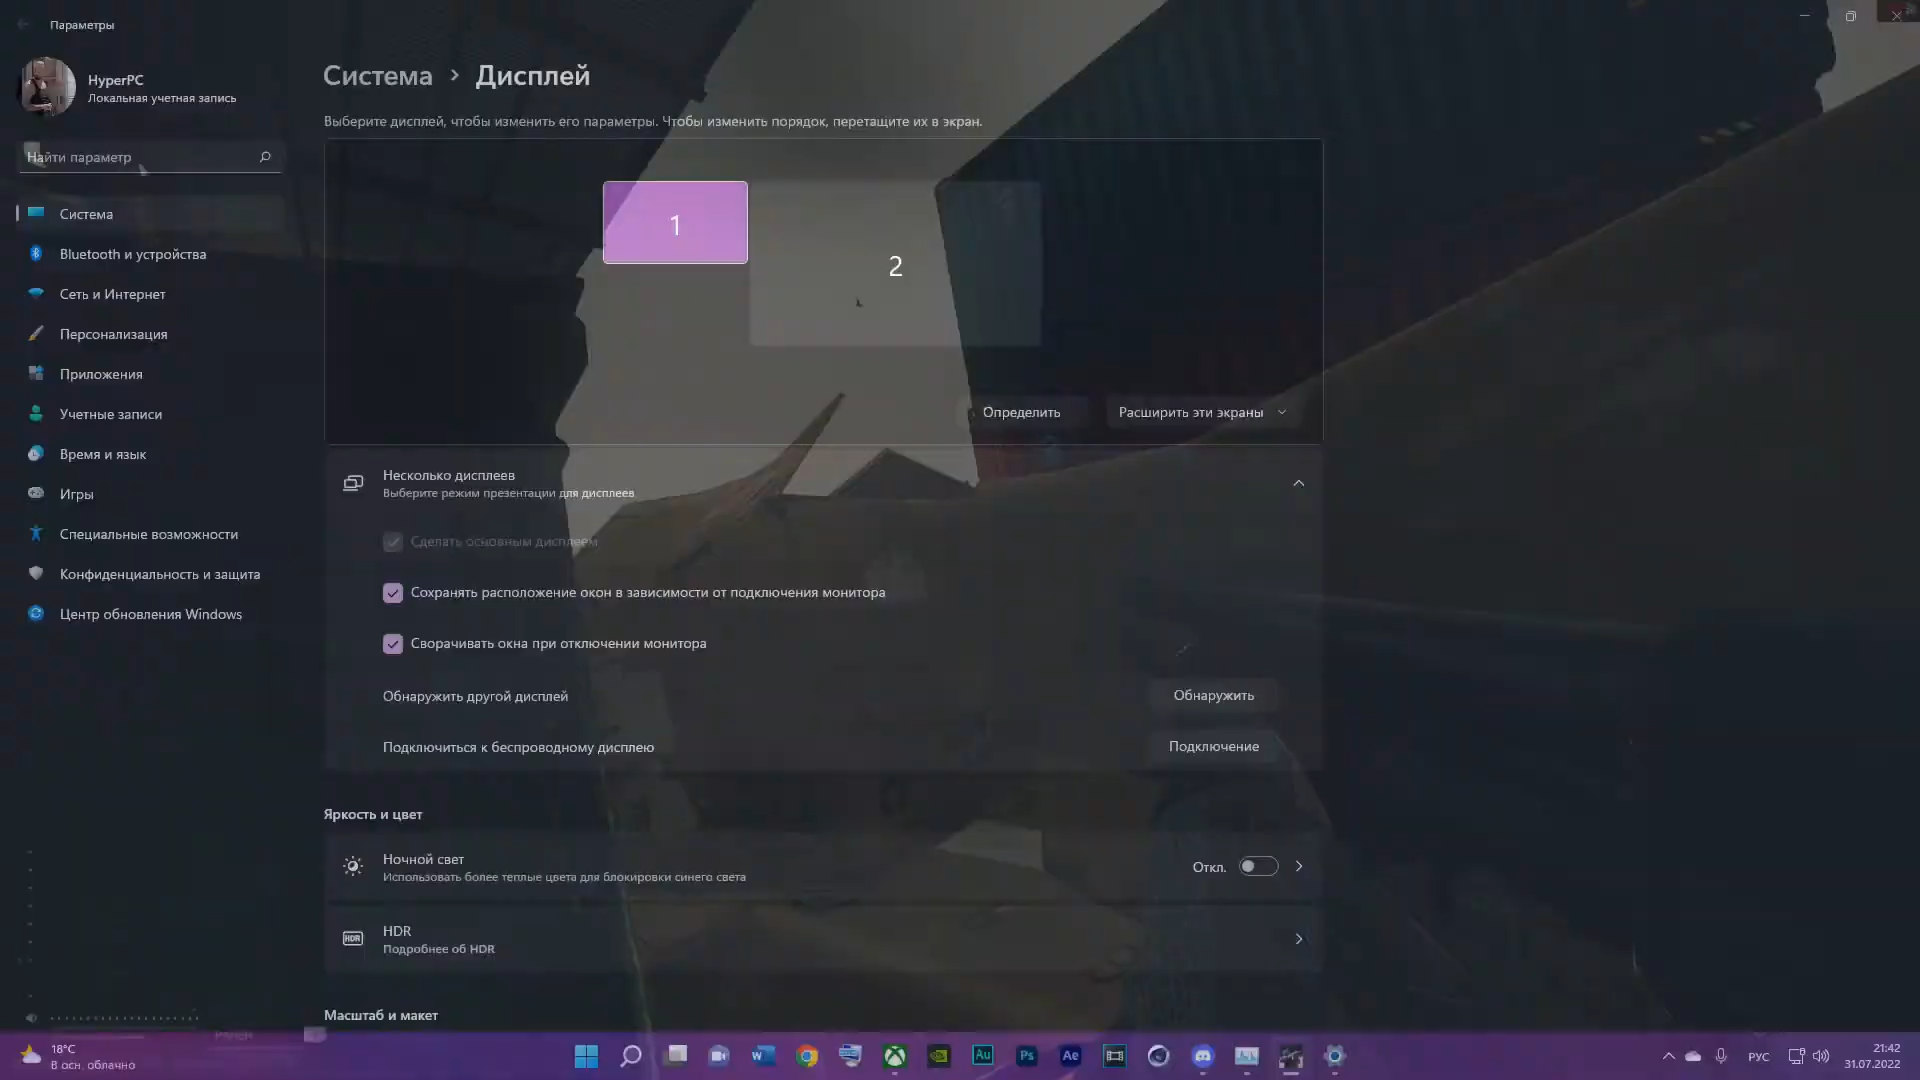 Параметры
HyperPC
Локальная учетная запись
Найти параметр
Система
Bluetooth и устройства
Сеть и Интернет
Персонализация
Приложения
Учетные записи
Время и язык
Игры
Специальные возможности
Конфиденциальность и защита
Центр обновления Windows
Система > Дисплей
Выберите дисплей, чтобы изменить его параметры. Чтобы изменить порядок, перетащите их в экран.
1
2
Определить
Расширить эти экраны
Несколько дисплеев
Выберите режим презентации для дисплеев
Сделать основным дисплеем
Сохранять расположение окон в зависимости от подключения монитора
Сворачивать окна при отключении монитора
Обнаружить другой дисплей
Обнаружить
Подключиться к беспроводному дисплею
Подключение
Яркость и цвет
Ночной свет
Использовать более теплые цвета для блокировки синего света
Откл.
HDR
HDR
Подробнее об HDR
Масштаб и макет
18°C
В осн. облачно
W
Au
Ps
Ae
РУС
21:42
31.07.2022